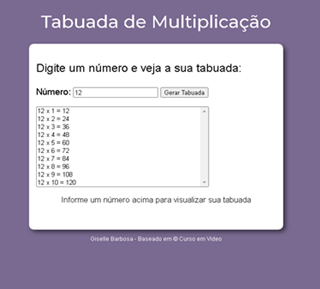 Tabuada de Multiplicação
Digite um número e veja a sua tabuada:
Número: 12 Gerar Tabuada
12 x 1 = 12
12 x 2 = 24
12 x 3 = 36
12 x 4 = 48
12 x 5 = 60
12 x 6 = 72
12 x 7 = 84
12 x 8 = 96
12 x 9 = 108
12 x 10 = 120
Informe um número acima para visualizar sua tabuada
Giselle Barbosa - Baseado em © Curso em Vídeo